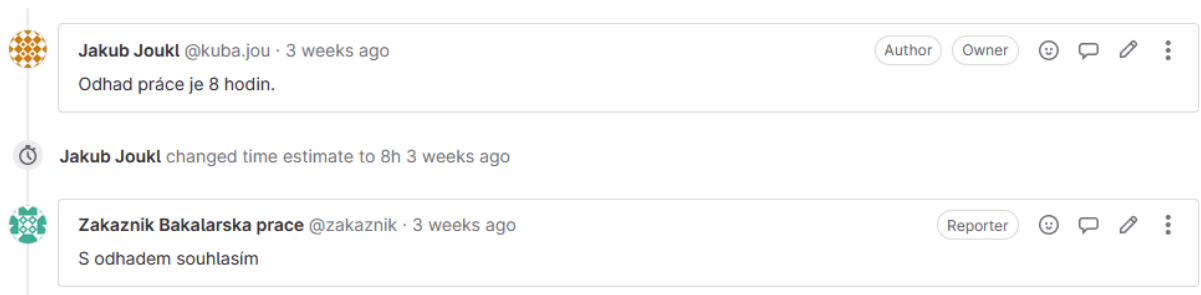 Jakub Joukl @kuba.jou · 3 weeks ago Author Owner
Odhad práce je 8 hodin.
Jakub Joukl changed time estimate to 8h 3 weeks ago
Zakaznik Bakalarska prace @zakaznik · 3 weeks ago Reporter
S odhadem souhlasím